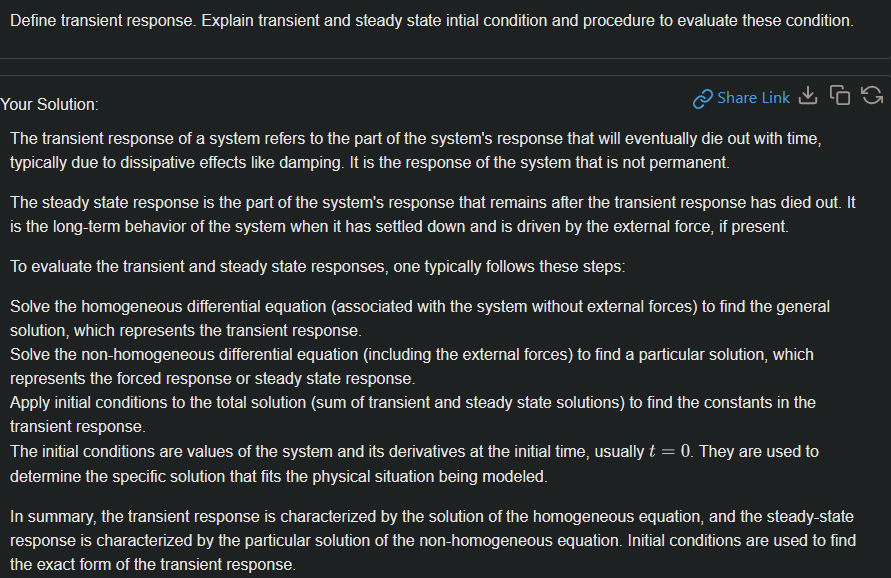 Define transient response. Explain transient and steady state intial condition and procedure to evaluate these condition.
Share Link
Your Solution:
The transient response of a system refers to the part of the system's response that will eventually die out with time,
typically due to dissipative effects like damping. It is the response of the system that is not permanent.
The steady state response is the part of the system's response that remains after the transient response has died out. It
is the long-term behavior of the system when it has settled down and is driven by the external force, if present.
To evaluate the transient and steady state responses, one typically follows these steps:
Solve the homogeneous differential equation (associated with the system without external forces) to find the general
solution, which represents the transient response.
Solve the non-homogeneous differential equation (including the external forces) to find a particular solution, which
represents the forced response or steady state response.
Apply initial conditions to the total solution (sum of transient and steady state solutions) to find the constants in the
transient response.
The initial conditions are values of the system and its derivatives at the initial time, usually t = 0. They are used to
determine the specific solution that fits the physical situation being modeled.
In summary, the transient response is characterized by the solution of the homogeneous equation, and the steady-state
response is characterized by the particular solution of the non-homogeneous equation. Initial conditions are used to find
the exact form of the transient response.